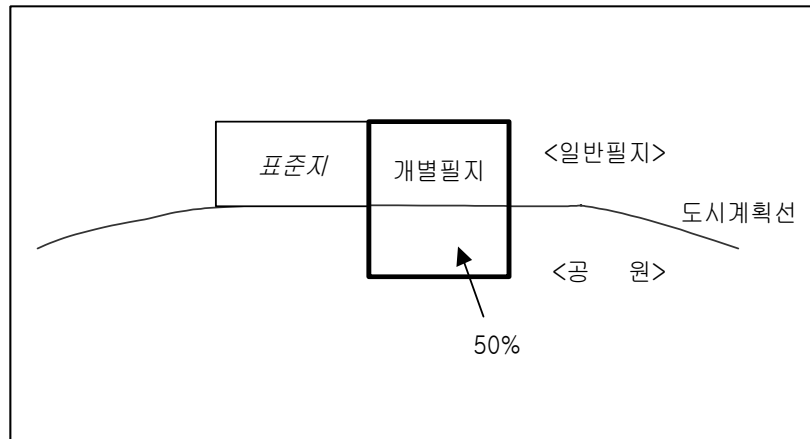 표준지
개별필지
<일반필지>
도시계획선
<공 원>
50%